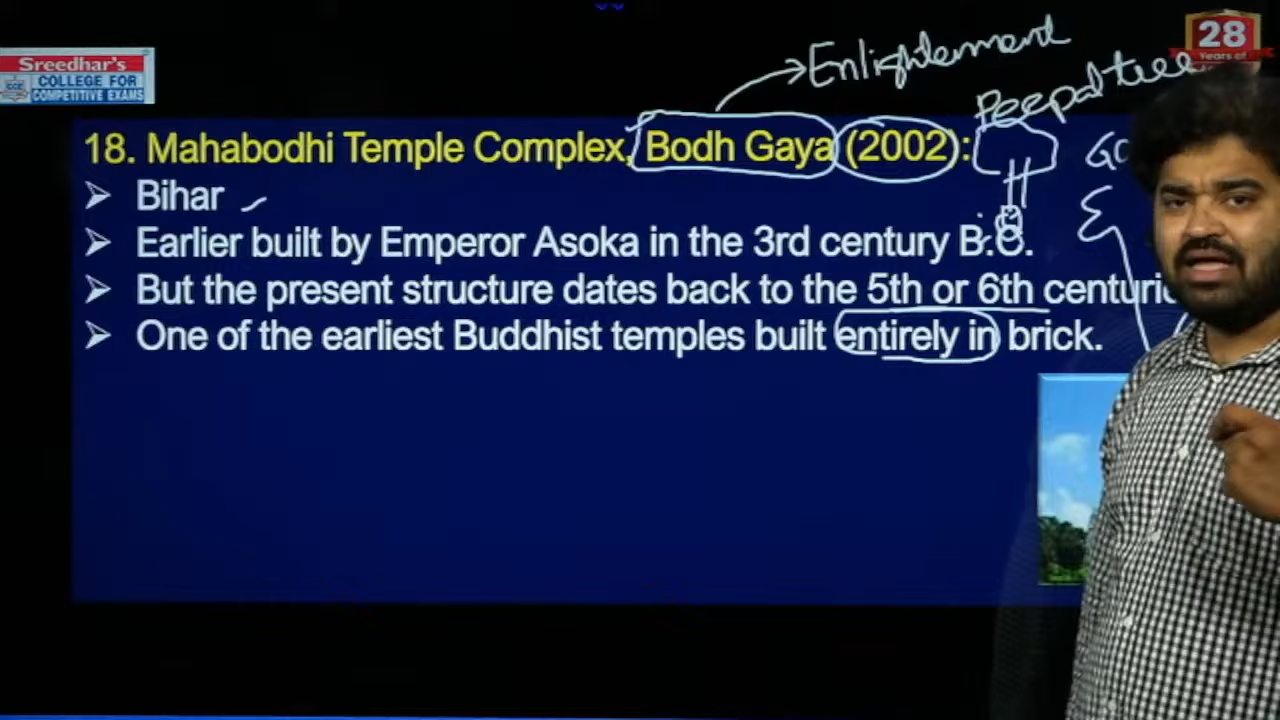 Sreedhar's
COLLEGE FOR
COMPETITIVE EXAMS
28
Years of
Enlightenment
Peepal tree
18. Mahabodhi Temple Complex, Bodh Gaya (2002) :
Bihar
Earlier built by Emperor Asoka in the 3rd century B.C.
But the present structure dates back to the 5th or 6th
One of the earliest Buddhist temples built entirely in brick.